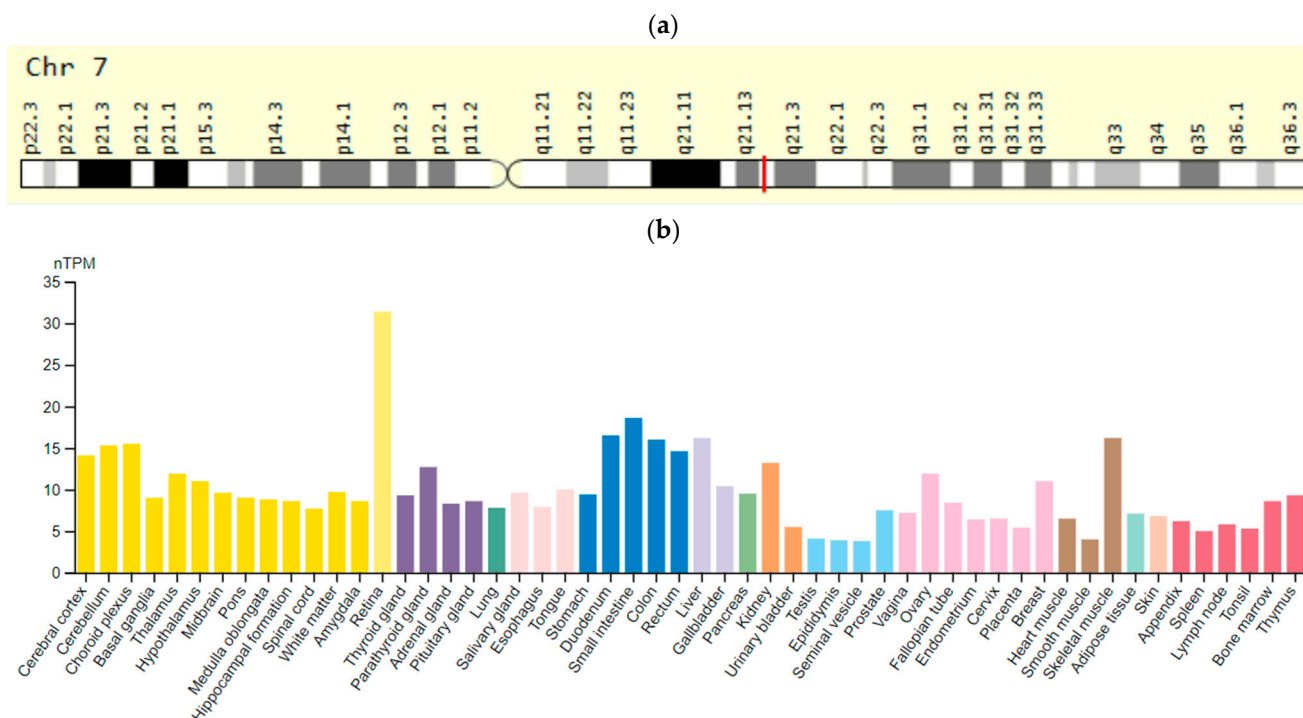 (a)
Chr 7
p22.3
p22.1
p21.3
p21.2
p21.1
p15.3
p14.3
p14.1
p12.3
p12.1
p11.2
q11.21
q11.22
q11.23
q21.11
q21.13
q21.3
q22.1
q22.3
q31.1
q31.2
q31.31
q31.32
q31.33
q33
q34
q35
q36.1
q36.3
(b)
nTPM
35
30
25
20
15
10
5
0
Cerebral cortex
Cerebellum
Choroid plexus
Basal ganglia
Thalamus
Hypothalamus
Midbrain
Pons
Medulla oblongata
Hippocampal formation
Spinal cord
White matter
Amygdala
Retina
Thyroid gland
Parathyroid gland
Adrenal gland
Pituitary gland
Lung
Salivary gland
Esophagus
Tongue
Stomach
Duodenum
Small intestine
Colon
Rectum
Liver
Gallbladder
Pancreas
Kidney
Urinary bladder
Testis
Epididymis
Seminal vesicle
Prostate
Vagina
Ovary
Fallopian tube
Endometrium
Cervix
Placenta
Breast
Heart muscle
Smooth muscle
Skeletal muscle
Adipose tissue
Skin
Appendix
Spleen
Lymph node
Tonsil
Bone marrow
Thymus